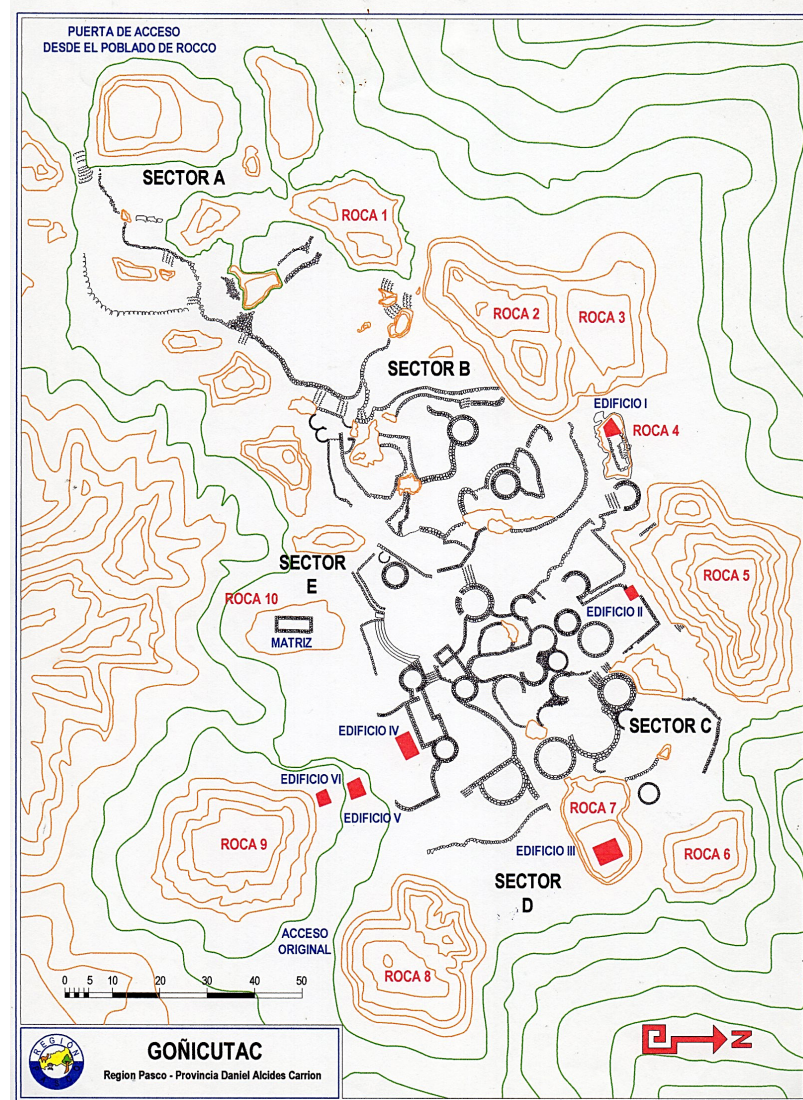 PUERTA DE ACCESO
DESDE EL POBLADO DE ROCCO
SECTOR A
ROCA 1
ROCA 2
ROCA 3
SECTOR B
EDIFICIO I
ROCA 4
SECTOR
E
ROCA 5
ROCA 10
EDIFICIO II
MATRIZ
SECTOR C
EDIFICIO IV
EDIFICIO VI
EDIFICIO V
ROCA 7
ROCA 9
EDIFICIO III
ROCA 6
SECTOR
D
ACCESO
ORIGINAL
ROCA 8
0 5 10 20 30 40 50
N
REGIÓN
GOÑICUTAC
Region Pasco - Provincia Daniel Alcides Carrion